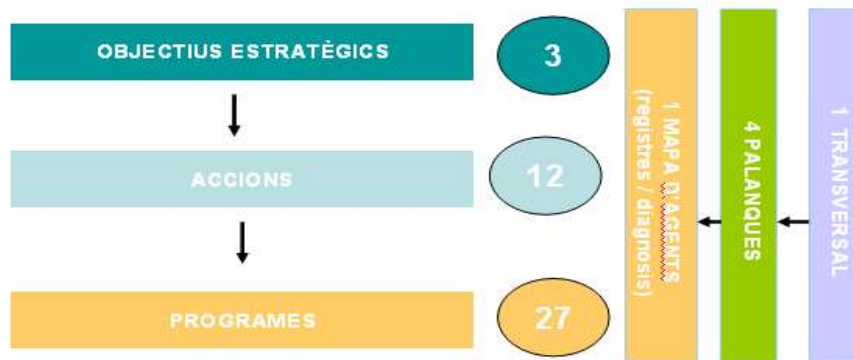 OBJECTIUS ESTRATÈGICS
3
ACCIONS
12
PROGRAMES
27
1 MAPA D'AGENTS
(registres / diagnosis)
4 PALANQUES
1 TRANSVERSAL